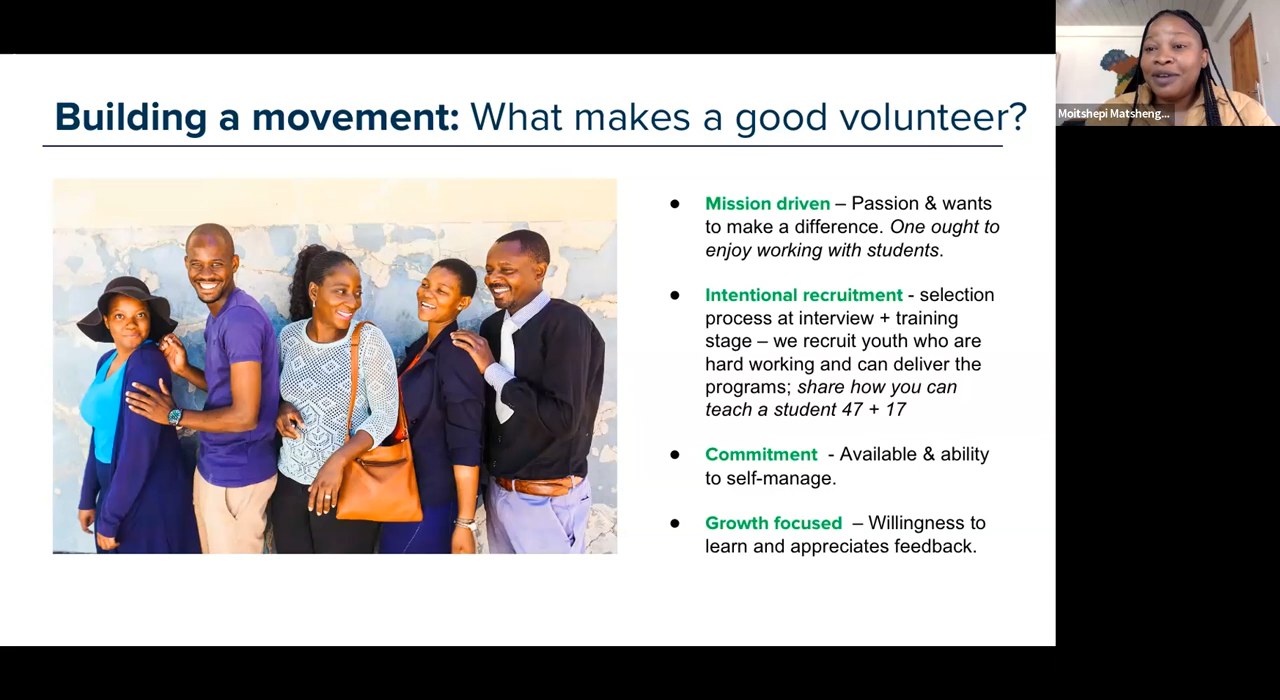 Building a movement: What makes a good volunteer?
Moitshepi Matsheng...
● Mission driven – Passion & wants
to make a difference. One ought to
enjoy working with students.
● Intentional recruitment - selection
process at interview + training
stage – we recruit youth who are
hard working and can deliver the
programs; share how you can
teach a student 47 + 17
● Commitment - Available & ability
to self-manage.
● Growth focused – Willingness to
learn and appreciates feedback.